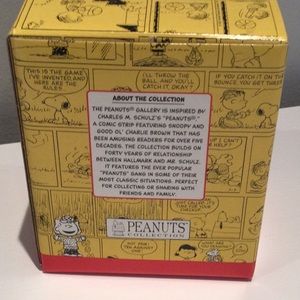 THIS IS THE GAME
I'VE INVENTED AND
HERE ARE THE
RULES!
I'LL THROW THE
BALL AND YOU'LL
CATCH IT, OKAY?
IF YOU CATCH IT ON THE
BOUNCE, YOU GET THREE!
ABOUT THE COLLECTION
THE PEANUTS® GALLERY IS INSPIRED BY
CHARLES M. SCHULZ'S "PEANUTS®,"
A COMIC STRIP FEATURING SNOOPY AND
GOOD OL' CHARLIE BROWN THAT HAS
BEEN AMUSING READERS FOR OVER FIVE
DECADES. THE COLLECTION BUILDS ON
FORTY YEARS OF RELATIONSHIP
BETWEEN HALLMARK AND MR. SCHULZ.
IT FEATURES THE EVER POPULAR
"PEANUTS" GANG IN SOME OF THEIR
MOST CLASSIC SITUATIONS. PERFECT
FOR COLLECTING OR SHARING WITH
FRIENDS AND FAMILY.
PEANUTS
COLLECTION